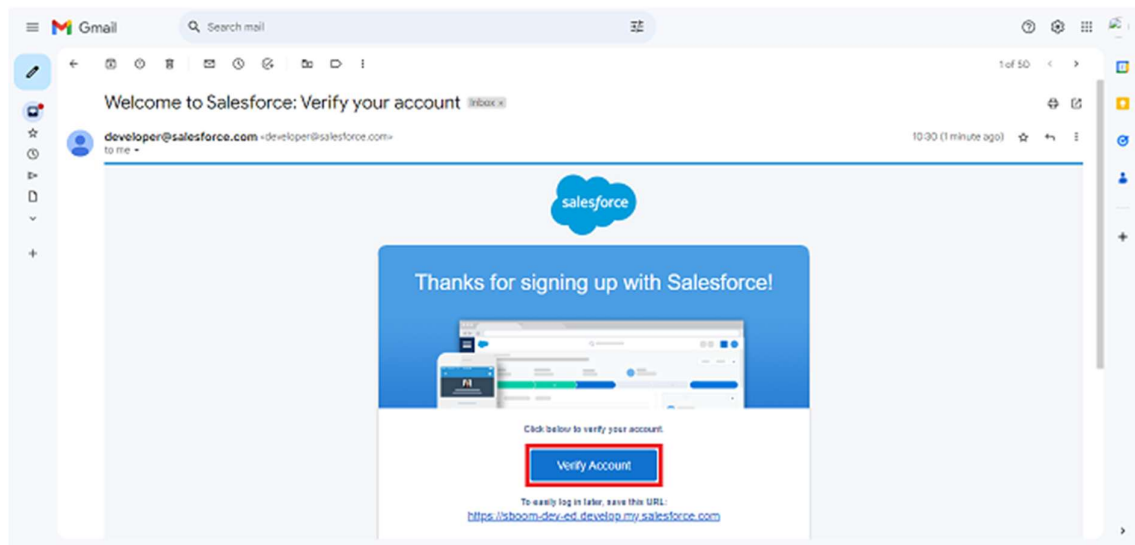 Gmail
Search mail
1 of 50
Welcome to Salesforce: Verify your account Inbox x
developer@salesforce.com <developer@salesforce.com>
10:30 (1 minute ago)
to me
salesforce
Thanks for signing up with Salesforce!
Click below to verify your account.
Verify Account
To easily log in later, save this URL:
https://sboom-dev-ed.develop.my.salesforce.com